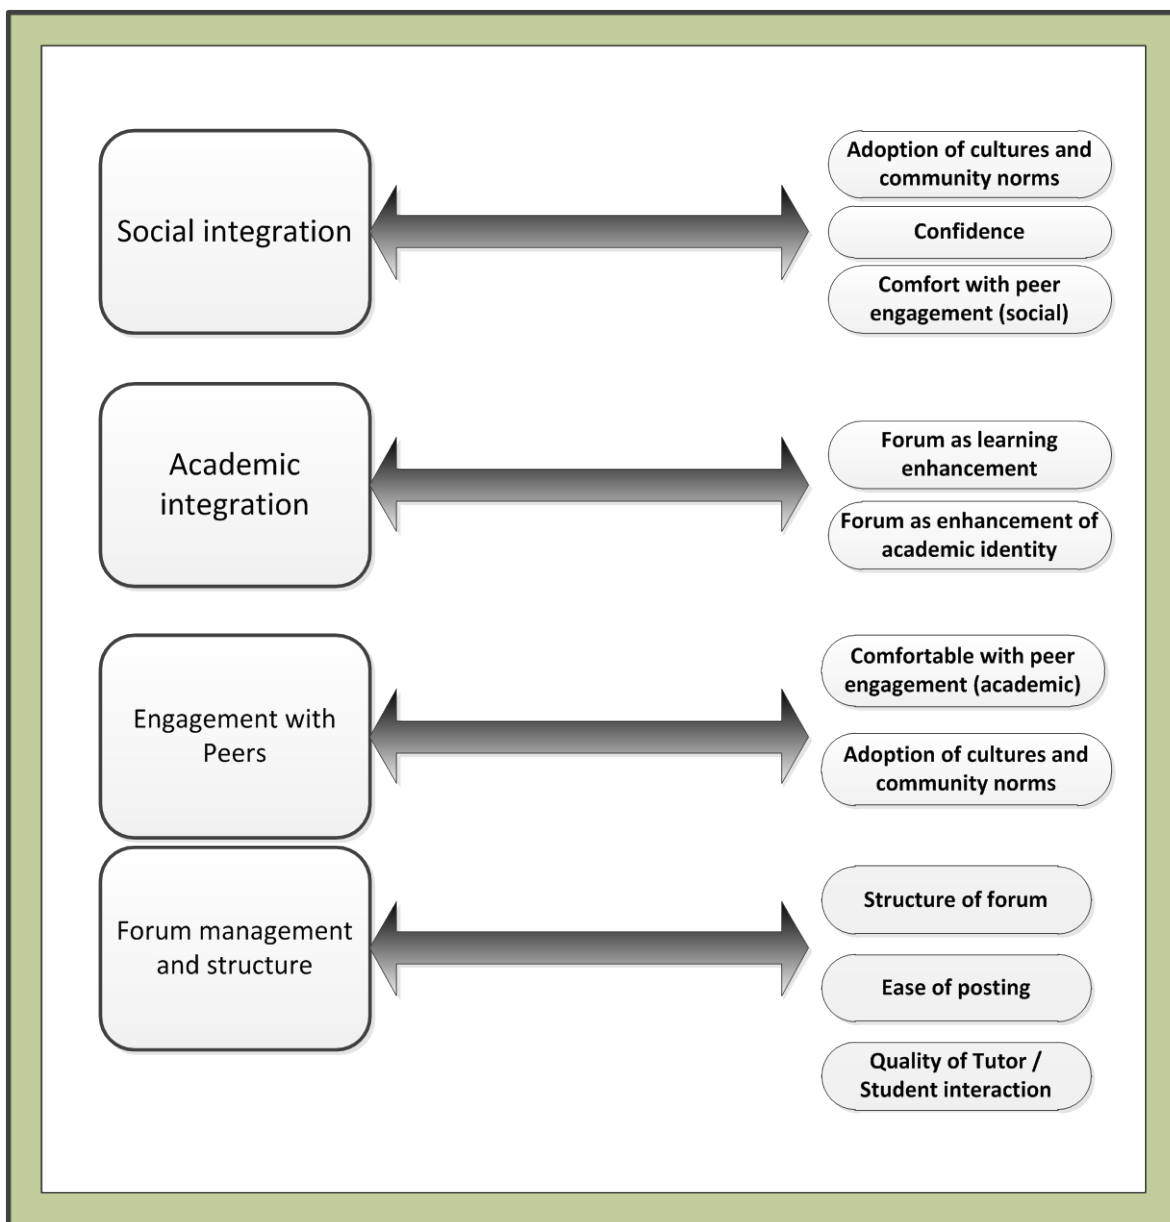 Social integration
Adoption of cultures and
community norms
Confidence
Comfort with peer
engagement (social)
Academic
integration
Forum as learning
enhancement
Forum as enhancement of
academic identity
Engagement with
Peers
Comfortable with peer
engagement (academic)
Adoption of cultures and
community norms
Forum management
and structure
Structure of forum
Ease of posting
Quality of Tutor /
Student interaction